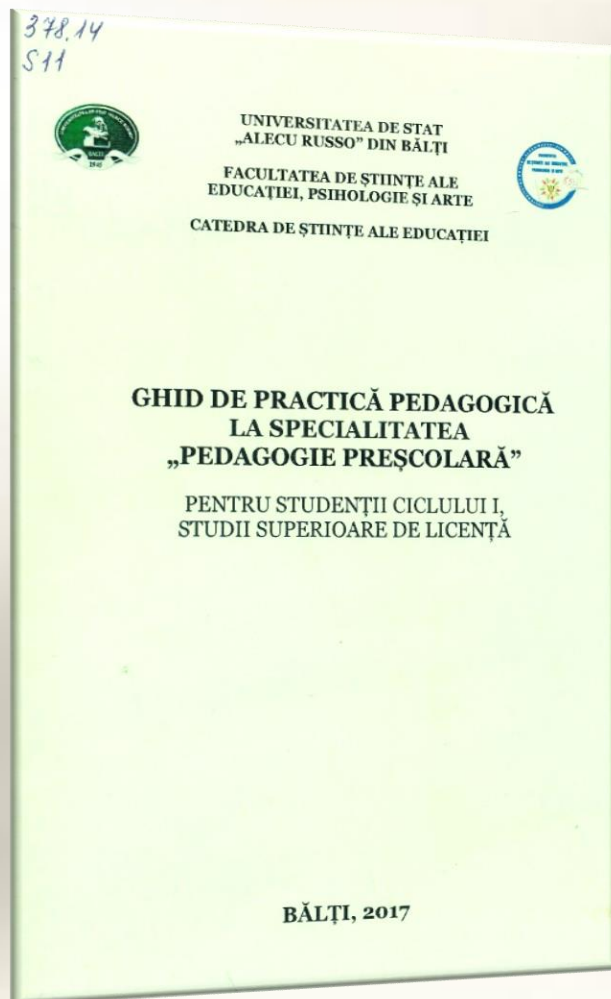 378.14
S11
UNIVERSITATEA DE STAT
„ALECU RUSSO” DIN BĂLȚI
FACULTATEA DE ȘTIINȚE ALE
EDUCAȚIEI, PSIHOLOGIE ȘI ARTE
CATEDRA DE ȘTIINȚE ALE EDUCAȚIEI
GHID DE PRACTICĂ PEDAGOGICĂ
LA SPECIALITATEA
„PEDAGOGIE PREȘCOLARĂ”
PENTRU STUDENȚII CICLULUI I,
STUDII SUPERIOARE DE LICENȚĂ
BĂLȚI, 2017